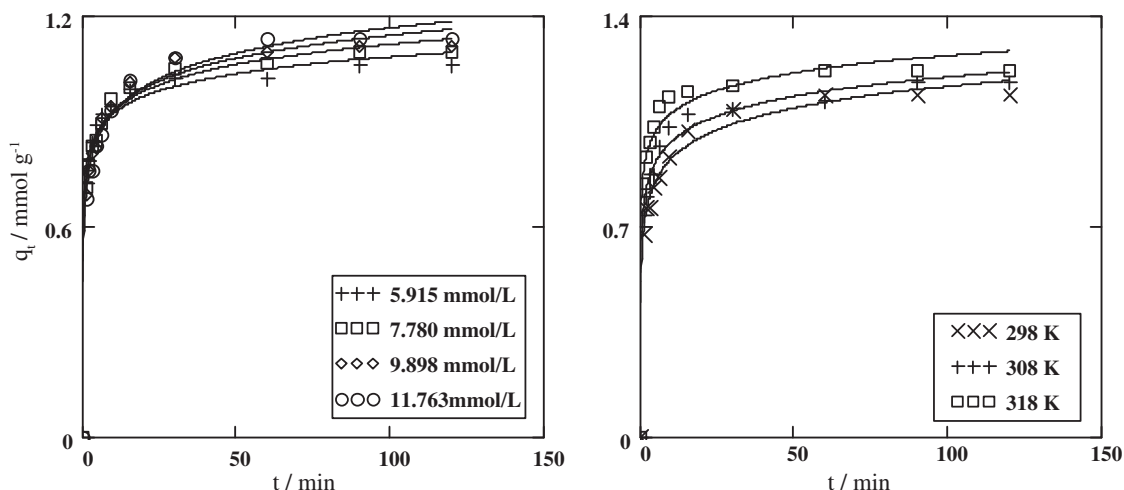 1.2
0.6
0
q_t / mmol g⁻¹
5.915 mmol/L
7.780 mmol/L
9.898 mmol/L
11.763mmol/L
0
50
100
150
t / min
1.4
0.7
0
298 K
308 K
318 K
0
50
100
150
t / min